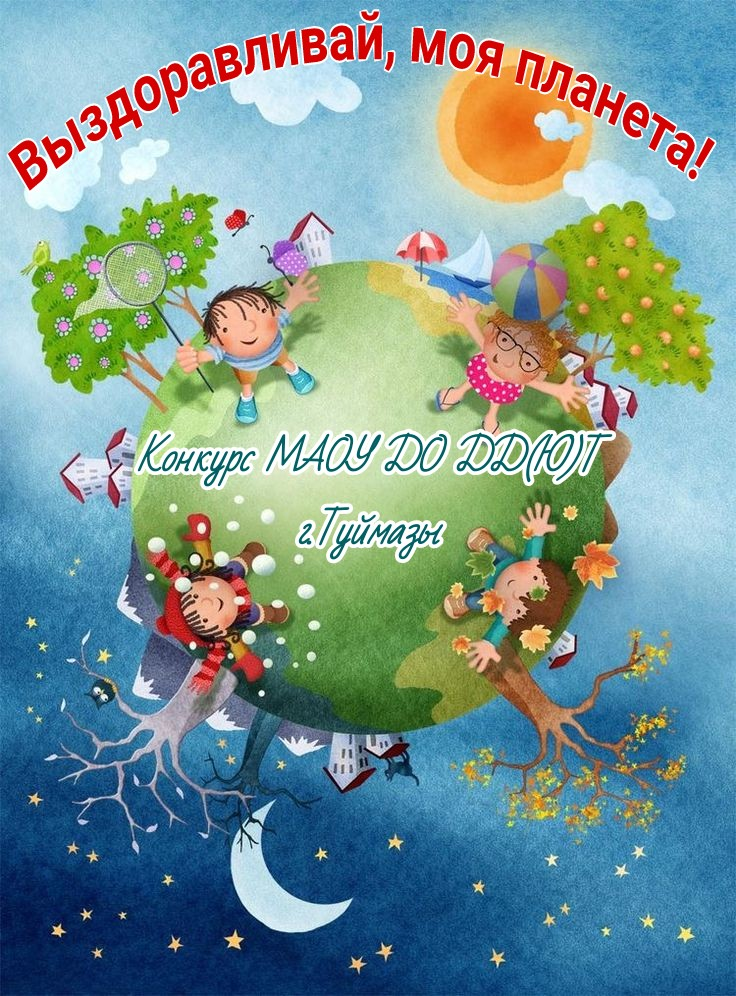 Выздоравливай, моя планета!
Конкурс МАОУ ДО ДД(Ю)Т
г.Туймазы